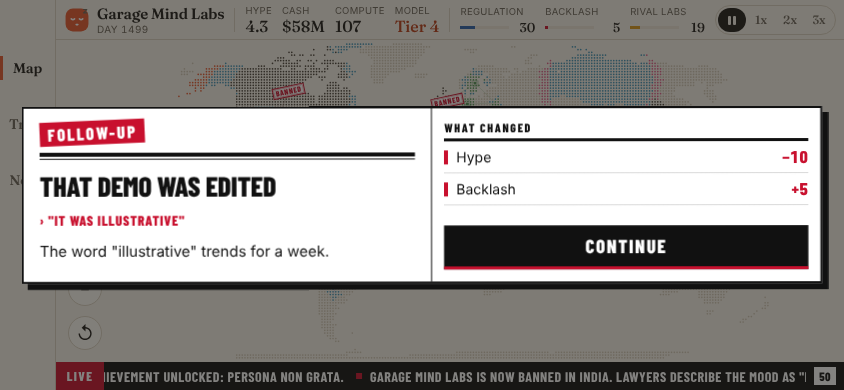 Garage Mind Labs
DAY 1499
HYPE
4.3
CASH
$58M
COMPUTE
107
MODEL
Tier 4
REGULATION
30
BACKLASH
5
RIVAL LABS
19
1x
2x
3x
Map
BANNED
BANNED
FOLLOW-UP
THAT DEMO WAS EDITED
› "IT WAS ILLUSTRATIVE"
The word "illustrative" trends for a week.
WHAT CHANGED
Hype
−10
Backlash
+5
CONTINUE
LIVE
HIEVEMENT UNLOCKED: PERSONA NON GRATA.
GARAGE MIND LABS IS NOW BANNED IN INDIA. LAWYERS DESCRIBE THE MOOD AS "
50